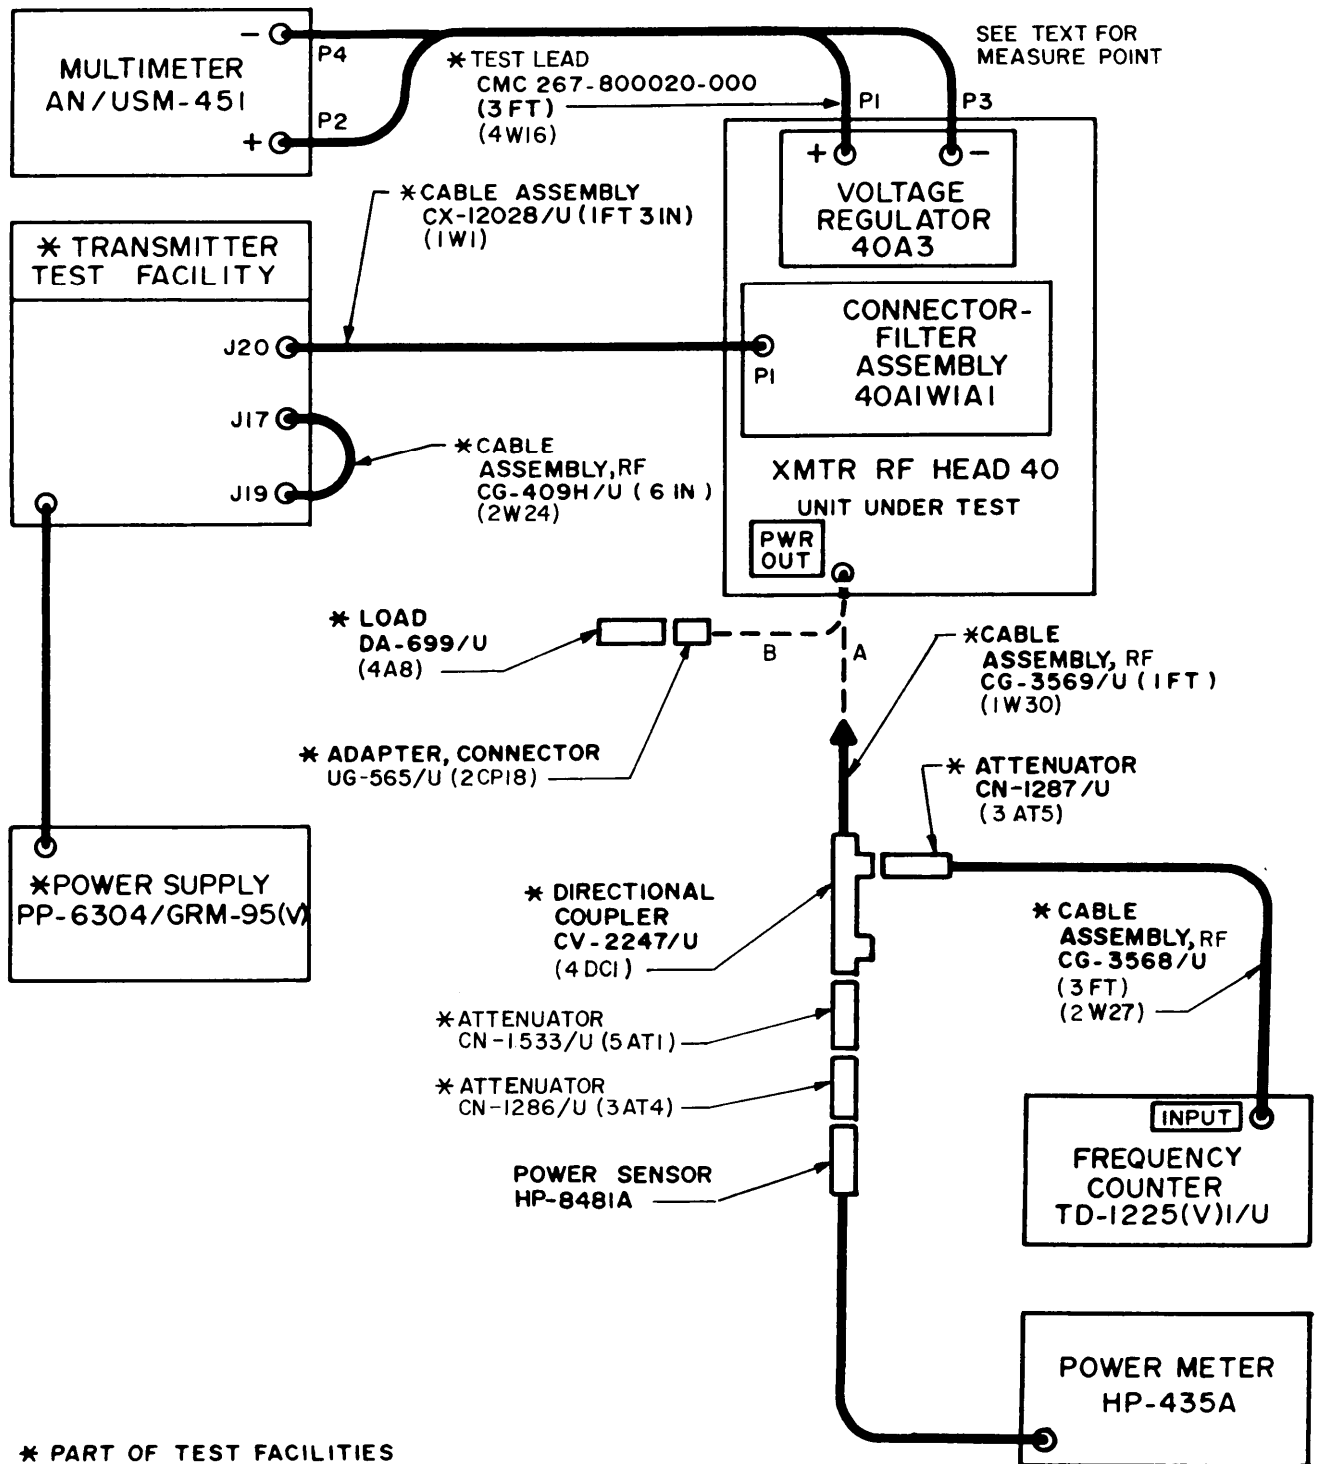 MULTIMETER
AN/USM-451
-
P4
+
P2
* TEST LEAD
CMC 267-800020-000
(3 FT)
(4W16)
SEE TEXT FOR
MEASURE POINT
P1
P3
+
-
VOLTAGE
REGULATOR
40A3
* CABLE ASSEMBLY
CX-12028/U (1FT 3IN)
(1W1)
* TRANSMITTER
TEST FACILITY
J20
J17
J19
CONNECTOR-
FILTER
ASSEMBLY
40A1W1A1
P1
* CABLE
ASSEMBLY, RF
CG-409H/U (6 IN)
(2W24)
XMTR RF HEAD 40
UNIT UNDER TEST
PWR
OUT
* LOAD
DA-699/U
(4A8)
B
A
* CABLE
ASSEMBLY, RF
CG-3569/U (1FT)
(1W30)
* ADAPTER, CONNECTOR
UG-565/U (2CP18)
* ATTENUATOR
CN-1287/U
(3AT5)
* POWER SUPPLY
PP-6304/GRM-95(V)
* DIRECTIONAL
COUPLER
CV-2247/U
(4DC1)
* CABLE
ASSEMBLY, RF
CG-3568/U
(3 FT)
(2W27)
* ATTENUATOR
CN-1533/U (5AT1)
* ATTENUATOR
CN-1286/U (3AT4)
POWER SENSOR
HP-8481A
INPUT
FREQUENCY
COUNTER
TD-1225(V)1/U
POWER METER
HP-435A
* PART OF TEST FACILITIES